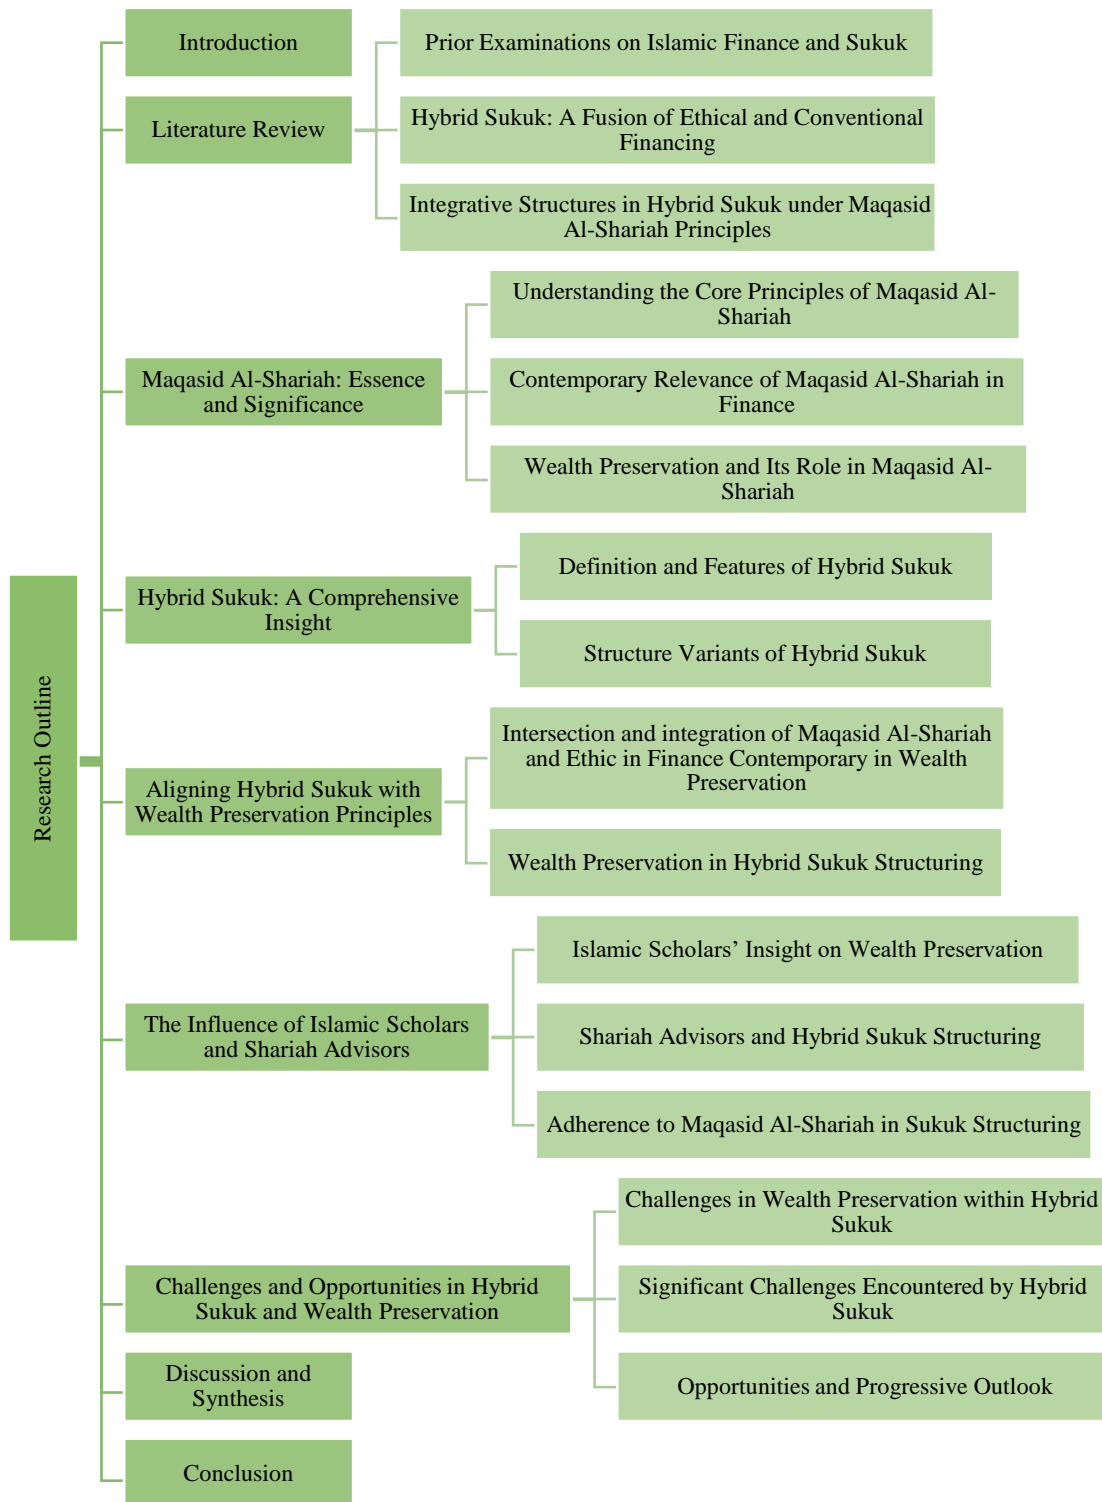 Research Outline
Introduction
Literature Review
Prior Examinations on Islamic Finance and Sukuk
Hybrid Sukuk: A Fusion of Ethical and Conventional
Financing
Integrative Structures in Hybrid Sukuk under Maqasid
Al-Shariah Principles
Maqasid Al-Shariah: Essence
and Significance
Understanding the Core Principles of Maqasid Al-
Shariah
Contemporary Relevance of Maqasid Al-Shariah in
Finance
Wealth Preservation and Its Role in Maqasid Al-
Shariah
Hybrid Sukuk: A Comprehensive
Insight
Definition and Features of Hybrid Sukuk
Structure Variants of Hybrid Sukuk
Aligning Hybrid Sukuk with
Wealth Preservation Principles
Intersection and integration of Maqasid Al-Shariah
and Ethic in Finance Contemporary in Wealth
Preservation
Wealth Preservation in Hybrid Sukuk Structuring
The Influence of Islamic Scholars
and Shariah Advisors
Islamic Scholars’ Insight on Wealth Preservation
Shariah Advisors and Hybrid Sukuk Structuring
Adherence to Maqasid Al-Shariah in Sukuk Structuring
Challenges and Opportunities in Hybrid
Sukuk and Wealth Preservation
Challenges in Wealth Preservation within Hybrid
Sukuk
Significant Challenges Encountered by Hybrid
Sukuk
Opportunities and Progressive Outlook
Discussion and
Synthesis
Conclusion